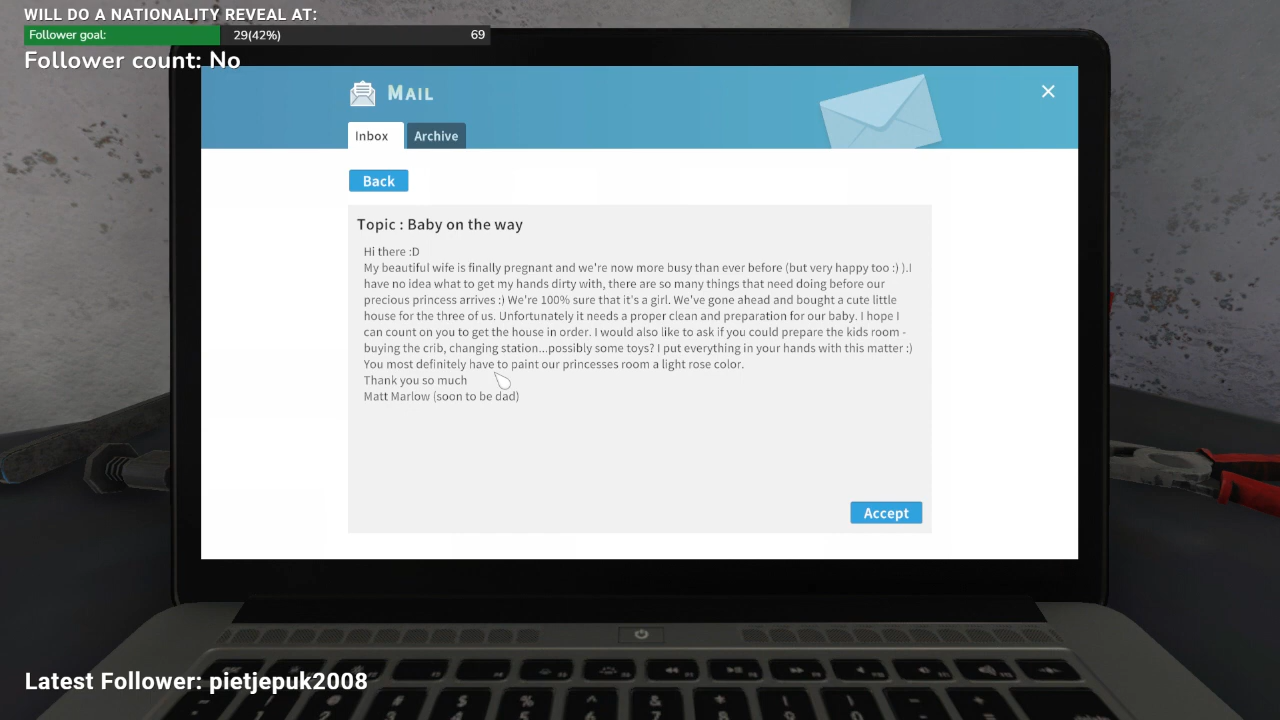 WILL DO A NATIONALITY REVEAL AT:
Follower goal: 29(42%) 69
Follower count: No
MAIL
Inbox Archive
Back
Topic : Baby on the way
Hi there :D
My beautiful wife is finally pregnant and we're now more busy than ever before (but very happy too :) ).I
have no idea what to get my hands dirty with, there are so many things that need doing before our
precious princess arrives :) We're 100% sure that it's a girl. We've gone ahead and bought a cute little
house for the three of us. Unfortunately it needs a proper clean and preparation for our baby. I hope I
can count on you to get the house in order. I would also like to ask if you could prepare the kids room -
buying the crib, changing station...possibly some toys? I put everything in your hands with this matter :)
You most definitely have to paint our princesses room a light rose color.
Thank you so much
Matt Marlow (soon to be dad)
Accept
Latest Follower: pietjepuk2008